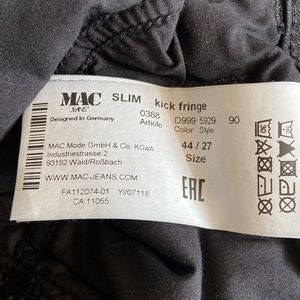 MAC
JEANS
SLIM kick fringe
Designed in Germany
0388 D999 5929 90
Article Color Style
MAC Mode GmbH & Co. KGaA
Industriestrasse 2
93192 Wald/Roßbach
44 / 27
Size
WWW.MAC-JEANS.COM
EAC
FA112074-01 YI/07118
CA 11055